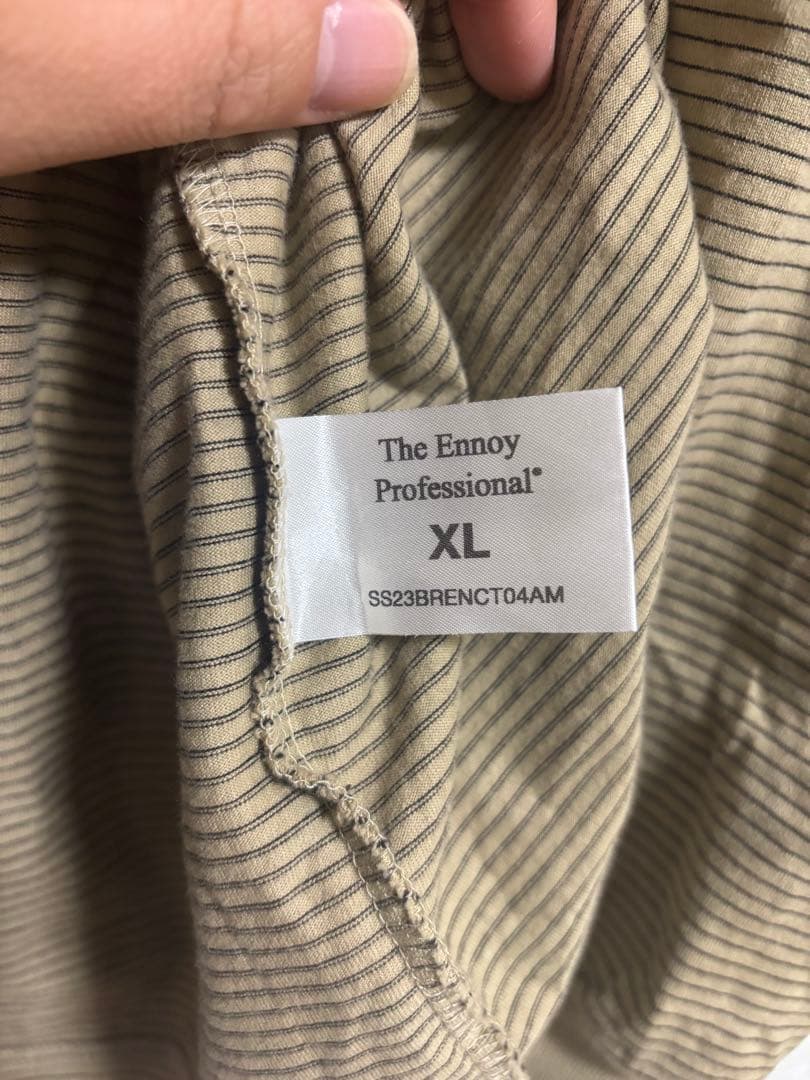 The Ennoy
Professional®
XL
SS23BRENCT04AM